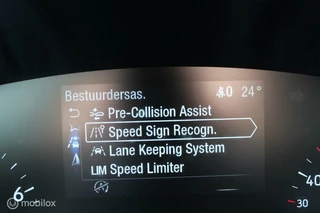 Bestuurdersas. 40 24°
Pre-Collision Assist
Speed Sign Recogn.
Lane Keeping System
LIM Speed Limiter
6
40
30
mobilox